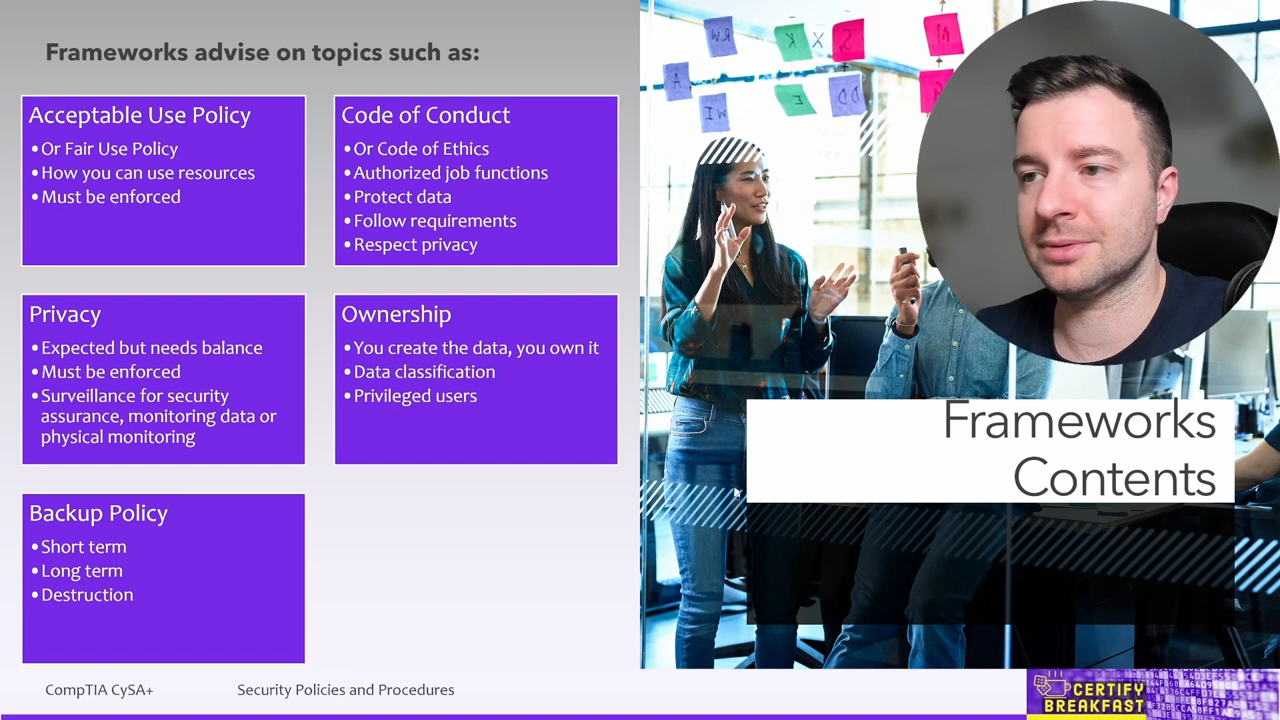 Frameworks advise on topics such as:
Acceptable Use Policy
•Or Fair Use Policy
•How you can use resources
•Must be enforced
Code of Conduct
•Or Code of Ethics
•Authorized job functions
•Protect data
•Follow requirements
•Respect privacy
Privacy
•Expected but needs balance
•Must be enforced
•Surveillance for security
assurance, monitoring data or
physical monitoring
Ownership
•You create the data, you own it
•Data classification
•Privileged users
Backup Policy
•Short term
•Long term
•Destruction
Frameworks
Contents
CompTIA CySA+
Security Policies and Procedures
CERTIFY
BREAKFAST